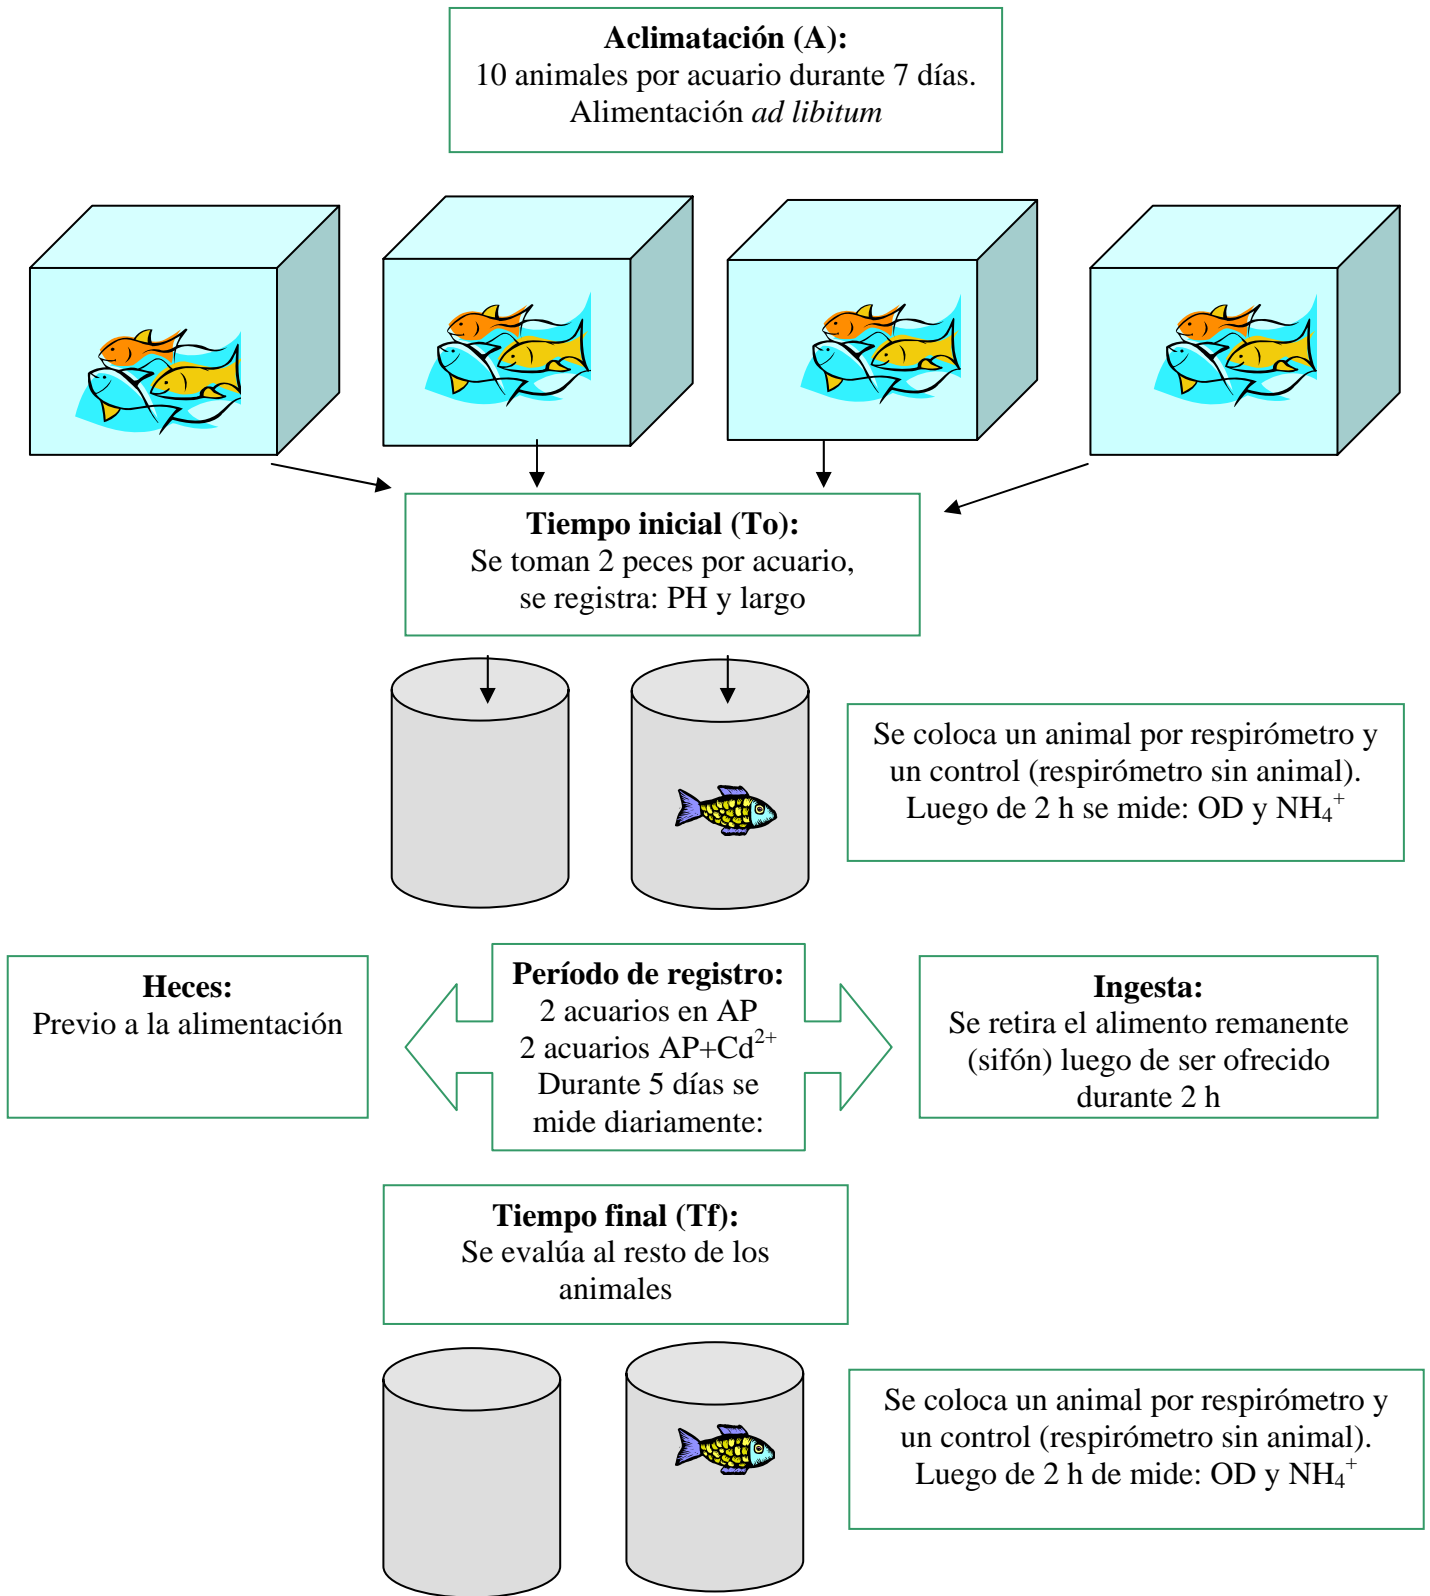 Aclimatación (A):
10 animales por acuario durante 7 días.
Alimentación ad libitum
Tiempo inicial (To):
Se toman 2 peces por acuario,
se registra: PH y largo
Se coloca un animal por respirómetro y
un control (respirómetro sin animal).
Luego de 2 h se mide: OD y NH₄⁺
Heces:
Previo a la alimentación
Período de registro:
2 acuarios en AP
2 acuarios AP+Cd²⁺
Durante 5 días se
mide diariamente:
Ingesta:
Se retira el alimento remanente
(sifón) luego de ser ofrecido
durante 2 h
Tiempo final (Tf):
Se evalúa al resto de los
animales
Se coloca un animal por respirómetro y
un control (respirómetro sin animal).
Luego de 2 h de mide: OD y NH₄⁺